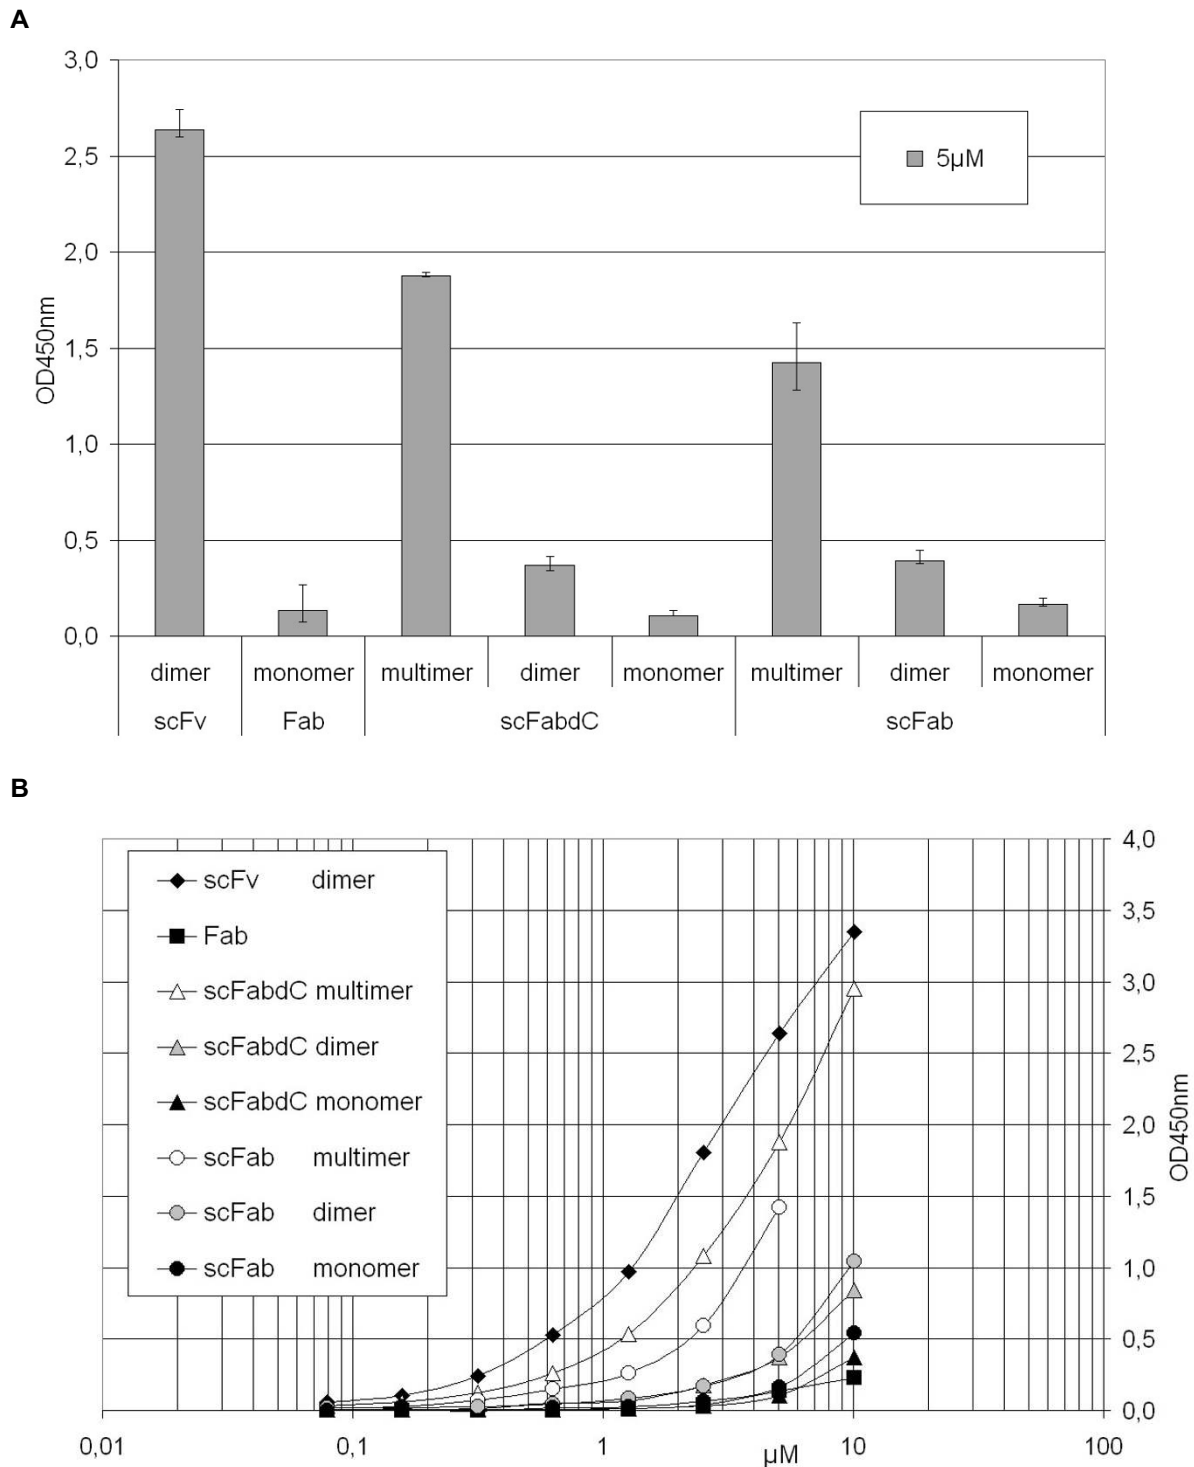 A
3,0
2,5
2,0
1,5
1,0
0,5
0,0
OD450nm
5µM
dimer monomer multimer dimer monomer multimer dimer monomer
scFv Fab scFabdC scFab
B
scFv dimer
Fab
scFabdC multimer
scFabdC dimer
scFabdC monomer
scFab multimer
scFab dimer
scFab monomer
4,0
3,5
3,0
2,5
2,0
1,5
1,0
0,5
0,0
OD450nm
0,01 0,1 1 µM 10 100